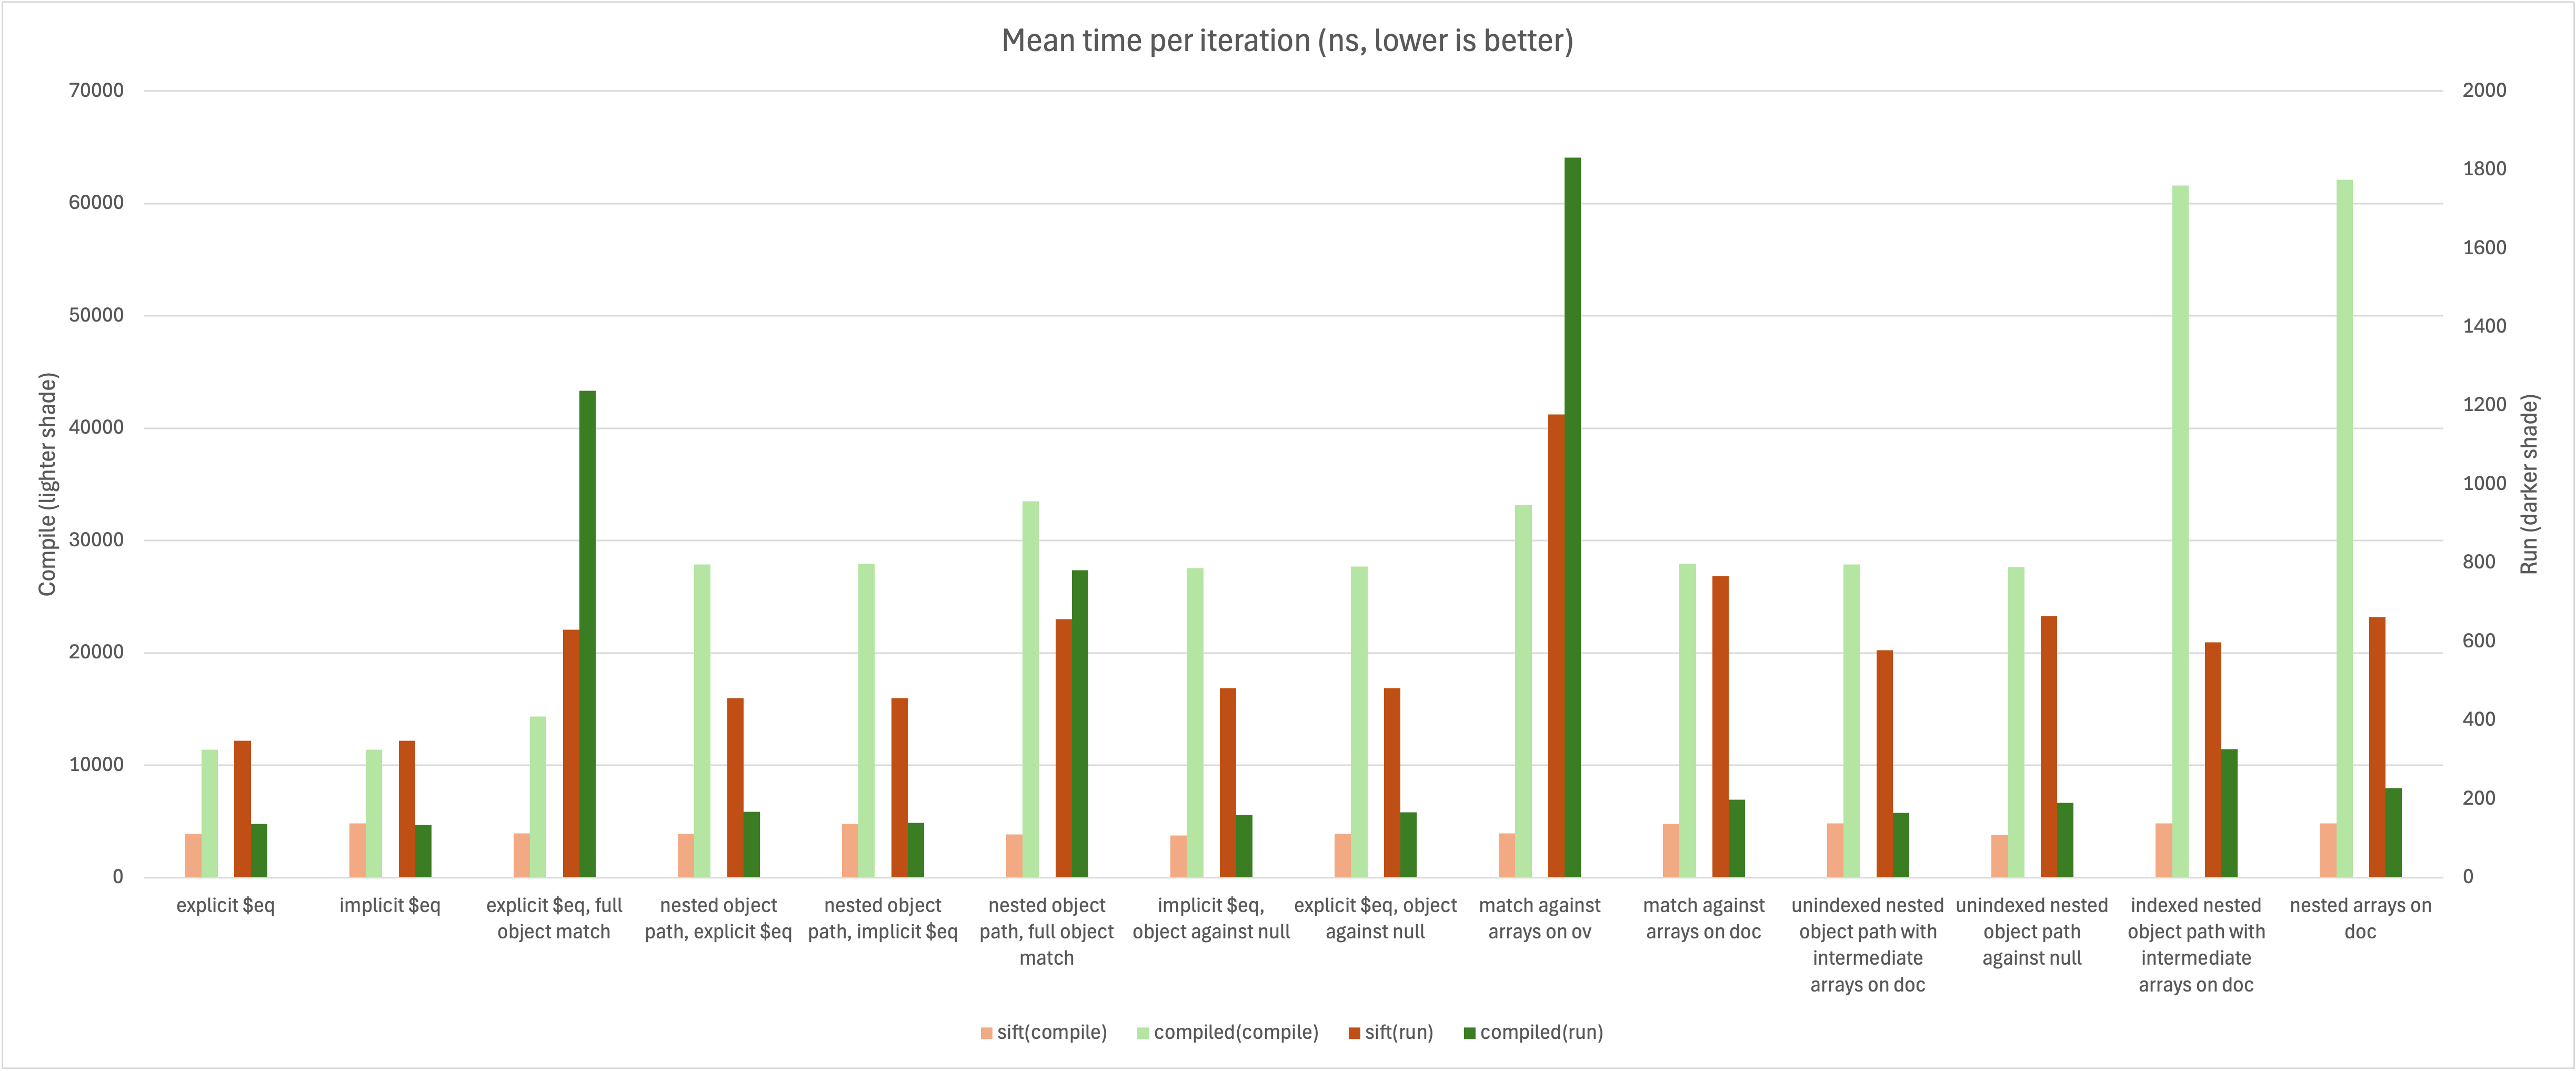 Mean time per iteration (ns, lower is better)
Compile (lighter shade)
70000
60000
50000
40000
30000
20000
10000
0
2000
1800
1600
1400
1200
1000
800
600
400
200
0
Run (darker shade)
explicit $eq
implicit $eq
explicit $eq, full
object match
nested object
path, explicit $eq
nested object
path, implicit $eq
nested object
path, full object
match
implicit $eq,
object against null
explicit $eq, object
against null
match against
arrays on ov
match against
arrays on doc
unindexed nested
object path with
intermediate
arrays on doc
unindexed nested
object path
against null
indexed nested
object path with
intermediate
arrays on doc
nested arrays on
doc
sift(compile)
compiled(compile)
sift(run)
compiled(run)